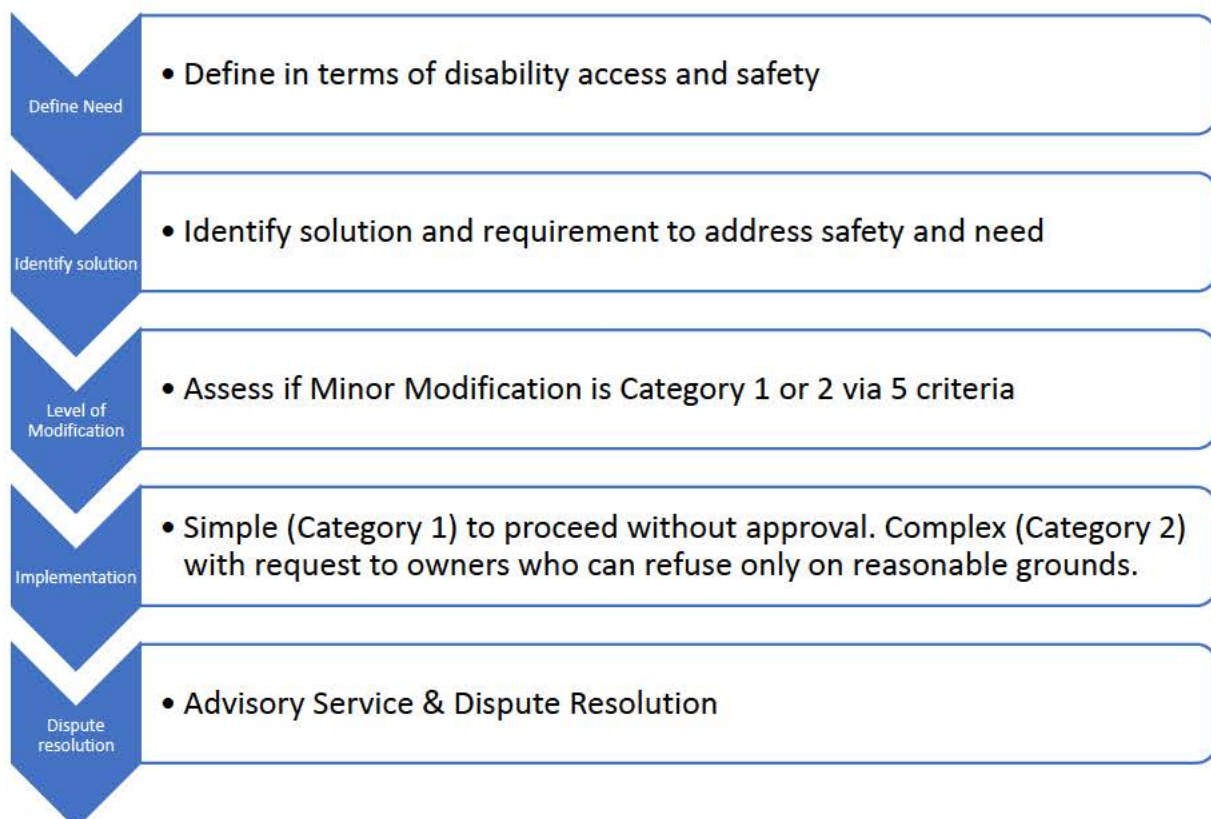 Define Need
• Define in terms of disability access and safety
Identify solution
• Identify solution and requirement to address safety and need
Level of
Modification
• Assess if Minor Modification is Category 1 or 2 via 5 criteria
Implementation
• Simple (Category 1) to proceed without approval. Complex (Category 2)
with request to owners who can refuse only on reasonable grounds.
Dispute
resolution
• Advisory Service & Dispute Resolution